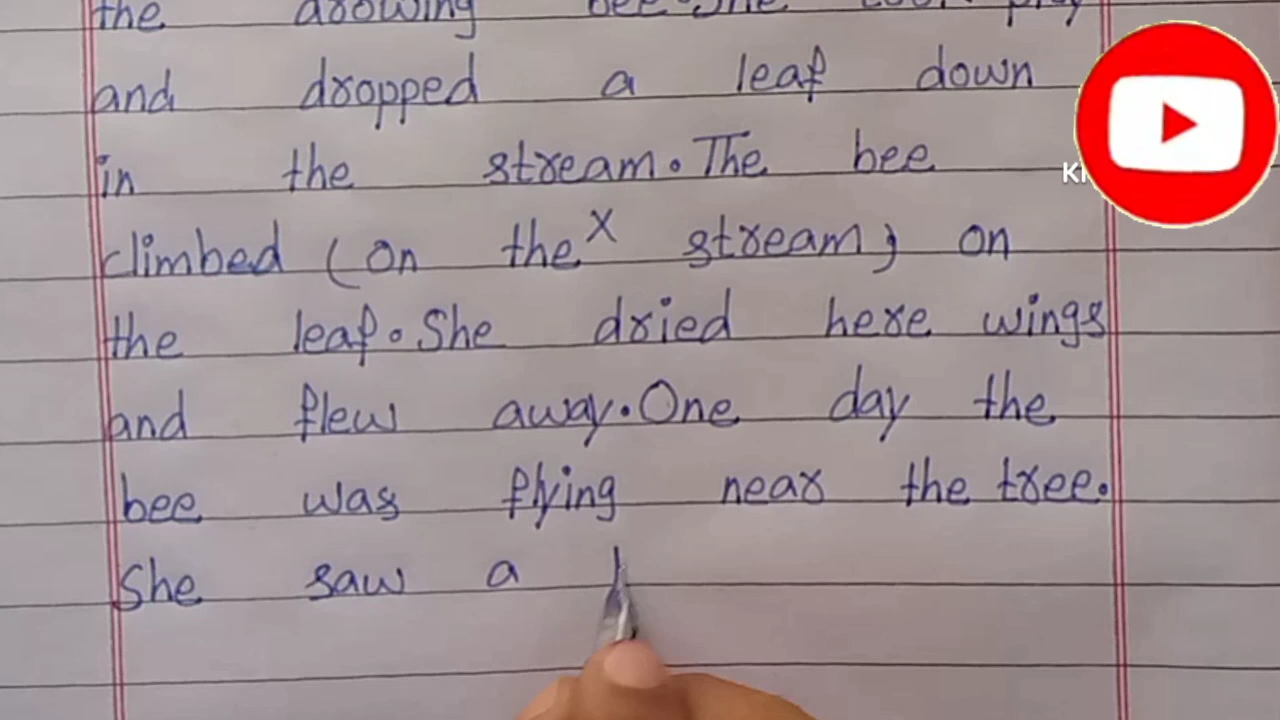 the drowing bee. She
and dropped a leaf down
in the stream. The bee
climbed (on the x stream) on
the leaf. She dried here wings
and flew away. One day the
bee was flying near the tree.
She saw a